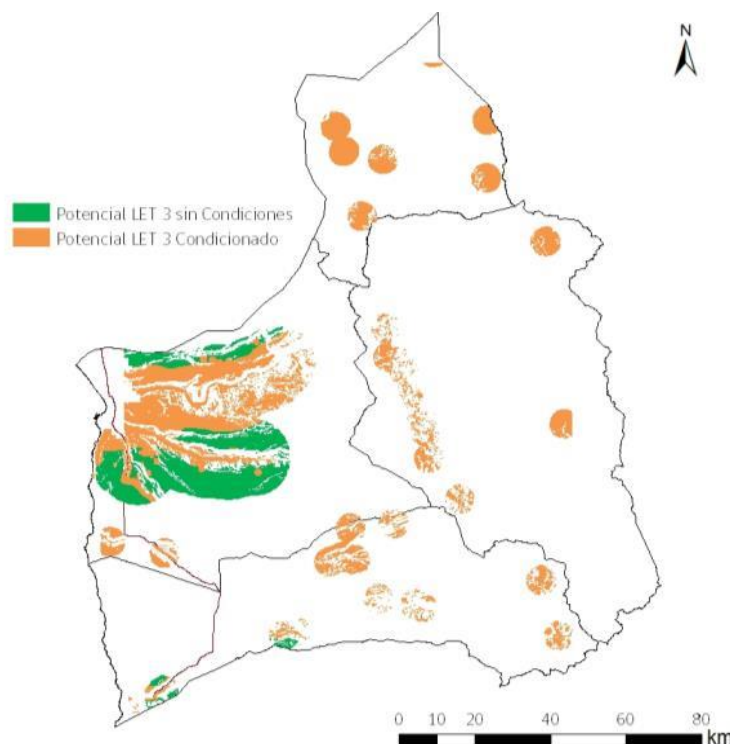 N
Potencial LET 3 sin Condiciones
Potencial LET 3 Condicionado
0 10 20 40 60 80
km